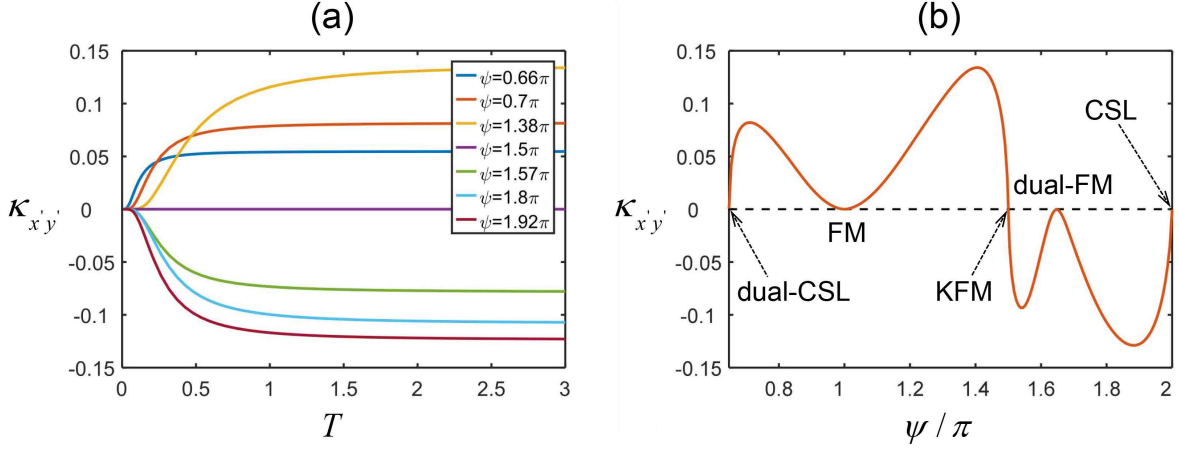 (a)
0.15
0.1
0.05
0
-0.05
-0.1
-0.15
κx'y'
0
0.5
1
1.5
2
2.5
3
T
ψ=0.66π
ψ=0.7π
ψ=1.38π
ψ=1.5π
ψ=1.57π
ψ=1.8π
ψ=1.92π
(b)
0.15
0.1
0.05
0
-0.05
-0.1
-0.15
κx'y'
CSL
dual-FM
FM
dual-CSL
KFM
0.8
1
1.2
1.4
1.6
1.8
2
ψ / π